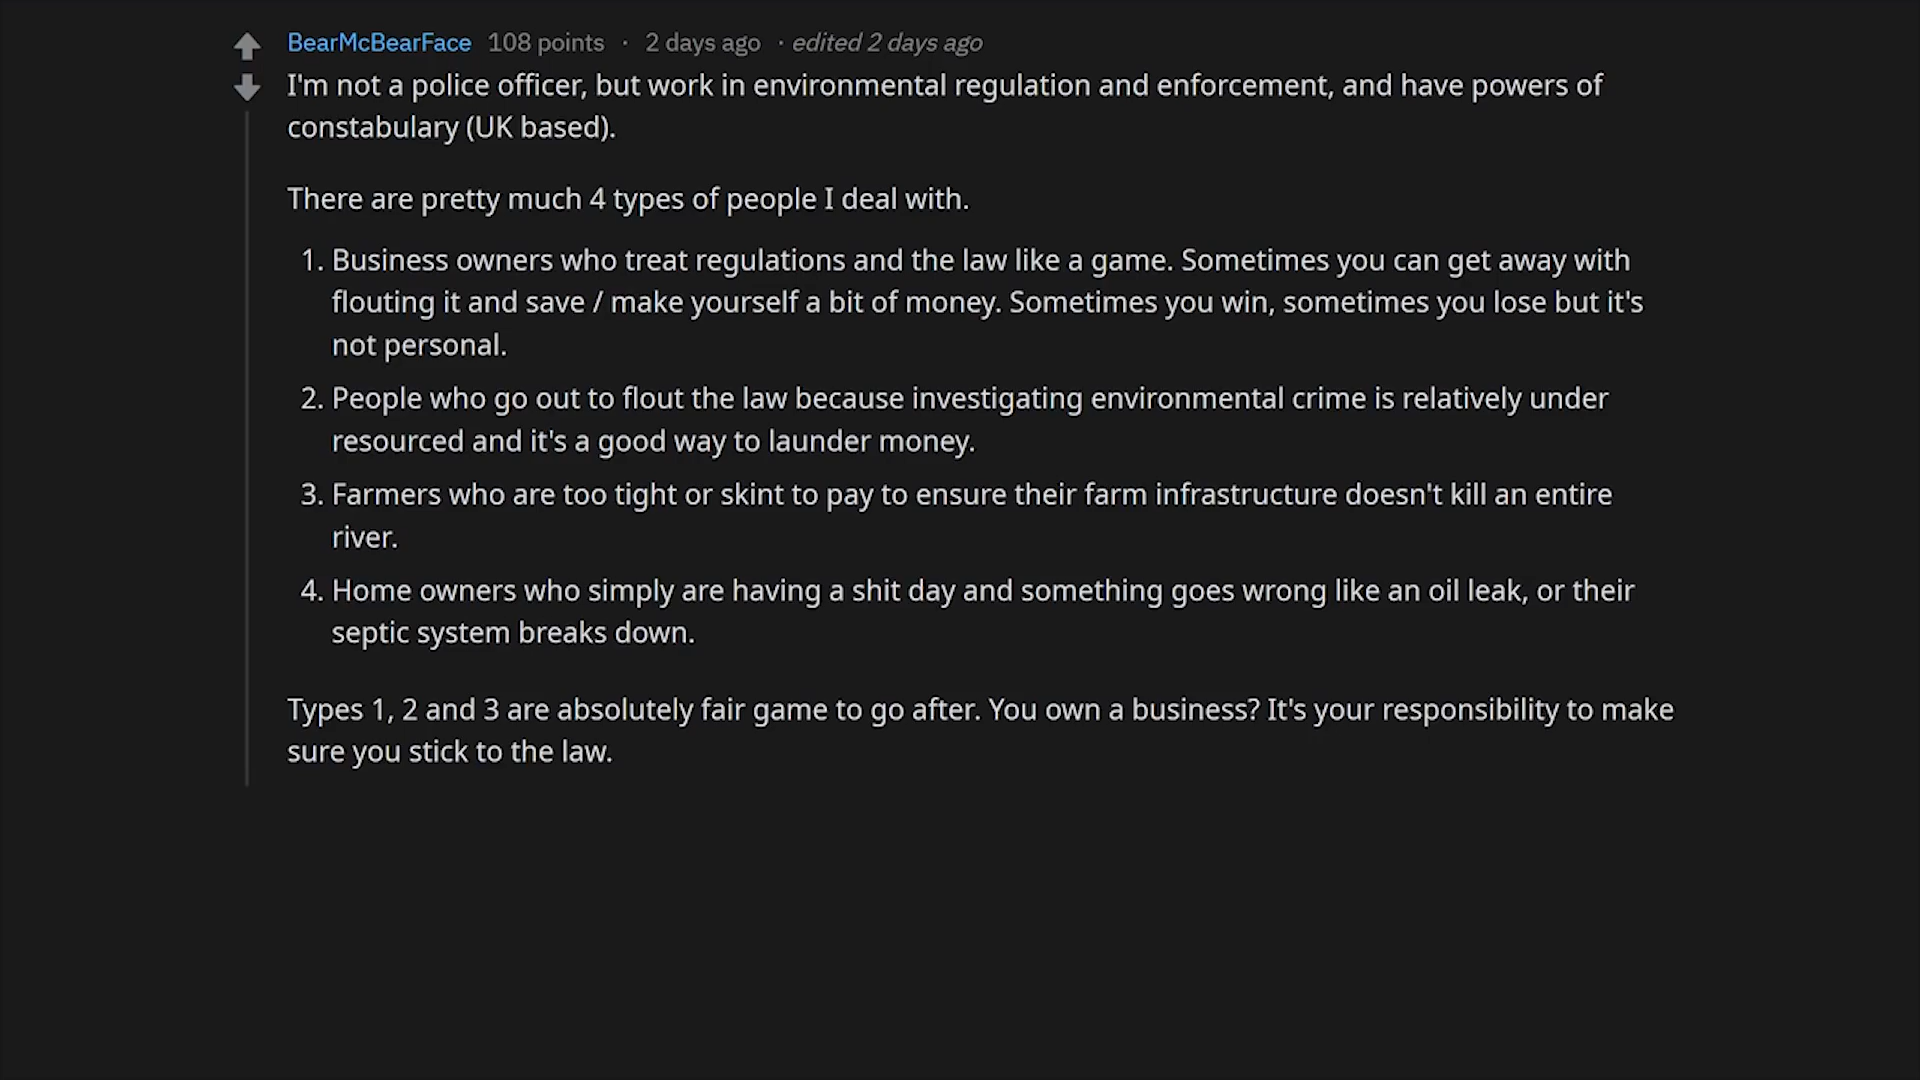 BearMcBearFace 108 points · 2 days ago · edited 2 days ago
I'm not a police officer, but work in environmental regulation and enforcement, and have powers of
constabulary (UK based).
There are pretty much 4 types of people I deal with.
1. Business owners who treat regulations and the law like a game. Sometimes you can get away with
flouting it and save / make yourself a bit of money. Sometimes you win, sometimes you lose but it's
not personal.
2. People who go out to flout the law because investigating environmental crime is relatively under
resourced and it's a good way to launder money.
3. Farmers who are too tight or skint to pay to ensure their farm infrastructure doesn't kill an entire
river.
4. Home owners who simply are having a shit day and something goes wrong like an oil leak, or their
septic system breaks down.
Types 1, 2 and 3 are absolutely fair game to go after. You own a business? It's your responsibility to make
sure you stick to the law.